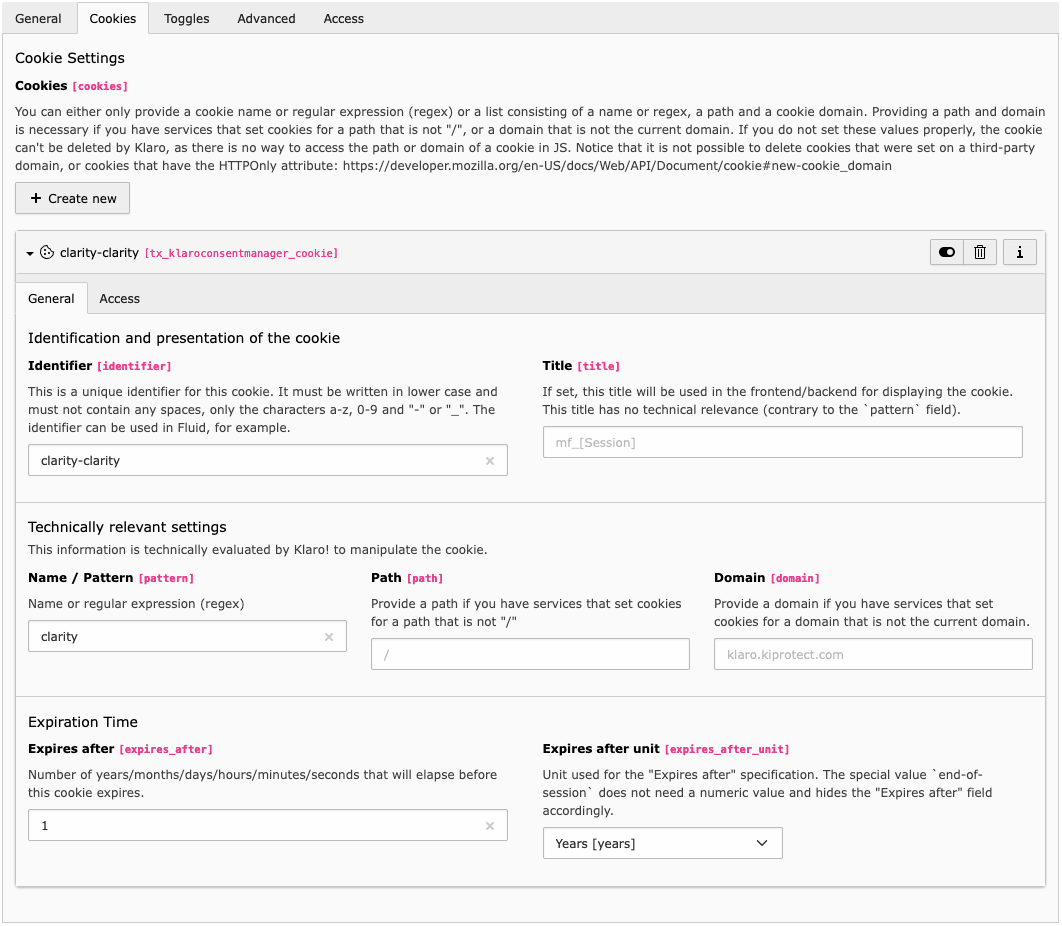 General Cookies Toggles Advanced Access
Cookie Settings
Cookies [cookies]
You can either only provide a cookie name or regular expression (regex) or a list consisting of a name or regex, a path and a cookie domain. Providing a path and domain
is necessary if you have services that set cookies for a path that is not "/", or a domain that is not the current domain. If you do not set these values properly, the cookie
can't be deleted by Klaro, as there is no way to access the path or domain of a cookie in JS. Notice that it is not possible to delete cookies that were set on a third-party
domain, or cookies that have the HTTPOnly attribute: https://developer.mozilla.org/en-US/docs/Web/API/Document/cookie#new-cookie_domain
+ Create new
clarity-clarity [tx_klaroconsentmanager_cookie]
General Access
Identification and presentation of the cookie
Identifier [identifier]
This is a unique identifier for this cookie. It must be written in lower case and
must not contain any spaces, only the characters a-z, 0-9 and "-" or "_". The
identifier can be used in Fluid, for example.
clarity-clarity
Title [title]
If set, this title will be used in the frontend/backend for displaying the cookie.
This title has no technical relevance (contrary to the `pattern` field).
mf_[Session]
Technically relevant settings
This information is technically evaluated by Klaro! to manipulate the cookie.
Name / Pattern [pattern]
Name or regular expression (regex)
clarity
Path [path]
Provide a path if you have services that set cookies
for a path that is not "/"
/
Domain [domain]
Provide a domain if you have services that set
cookies for a domain that is not the current domain.
klaro.kiprotect.com
Expiration Time
Expires after [expires_after]
Number of years/months/days/hours/minutes/seconds that will elapse before
this cookie expires.
1
Expires after unit [expires_after_unit]
Unit used for the "Expires after" specification. The special value `end-of-
session` does not need a numeric value and hides the "Expires after" field
accordingly.
Years [years]